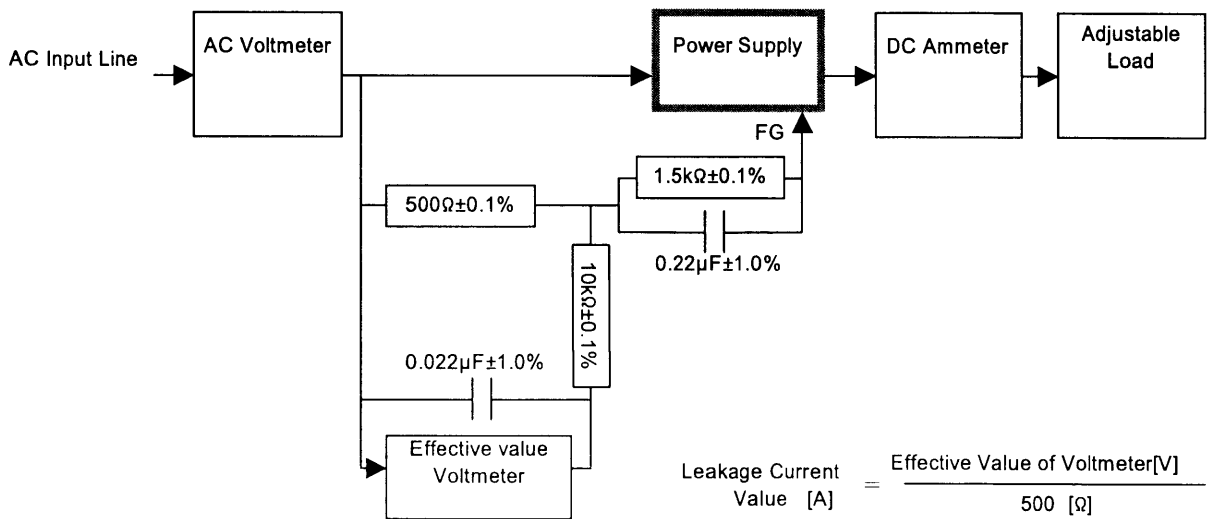 AC Input Line
AC Voltmeter
Power Supply
DC Ammeter
Adjustable
Load
FG
500Ω±0.1%
1.5kΩ±0.1%
0.22µF±1.0%
10kΩ±0.1%
0.022µF±1.0%
Effective value
Voltmeter
Leakage Current
Value [A]
=
Effective Value of Voltmeter[V]
500 [Ω]